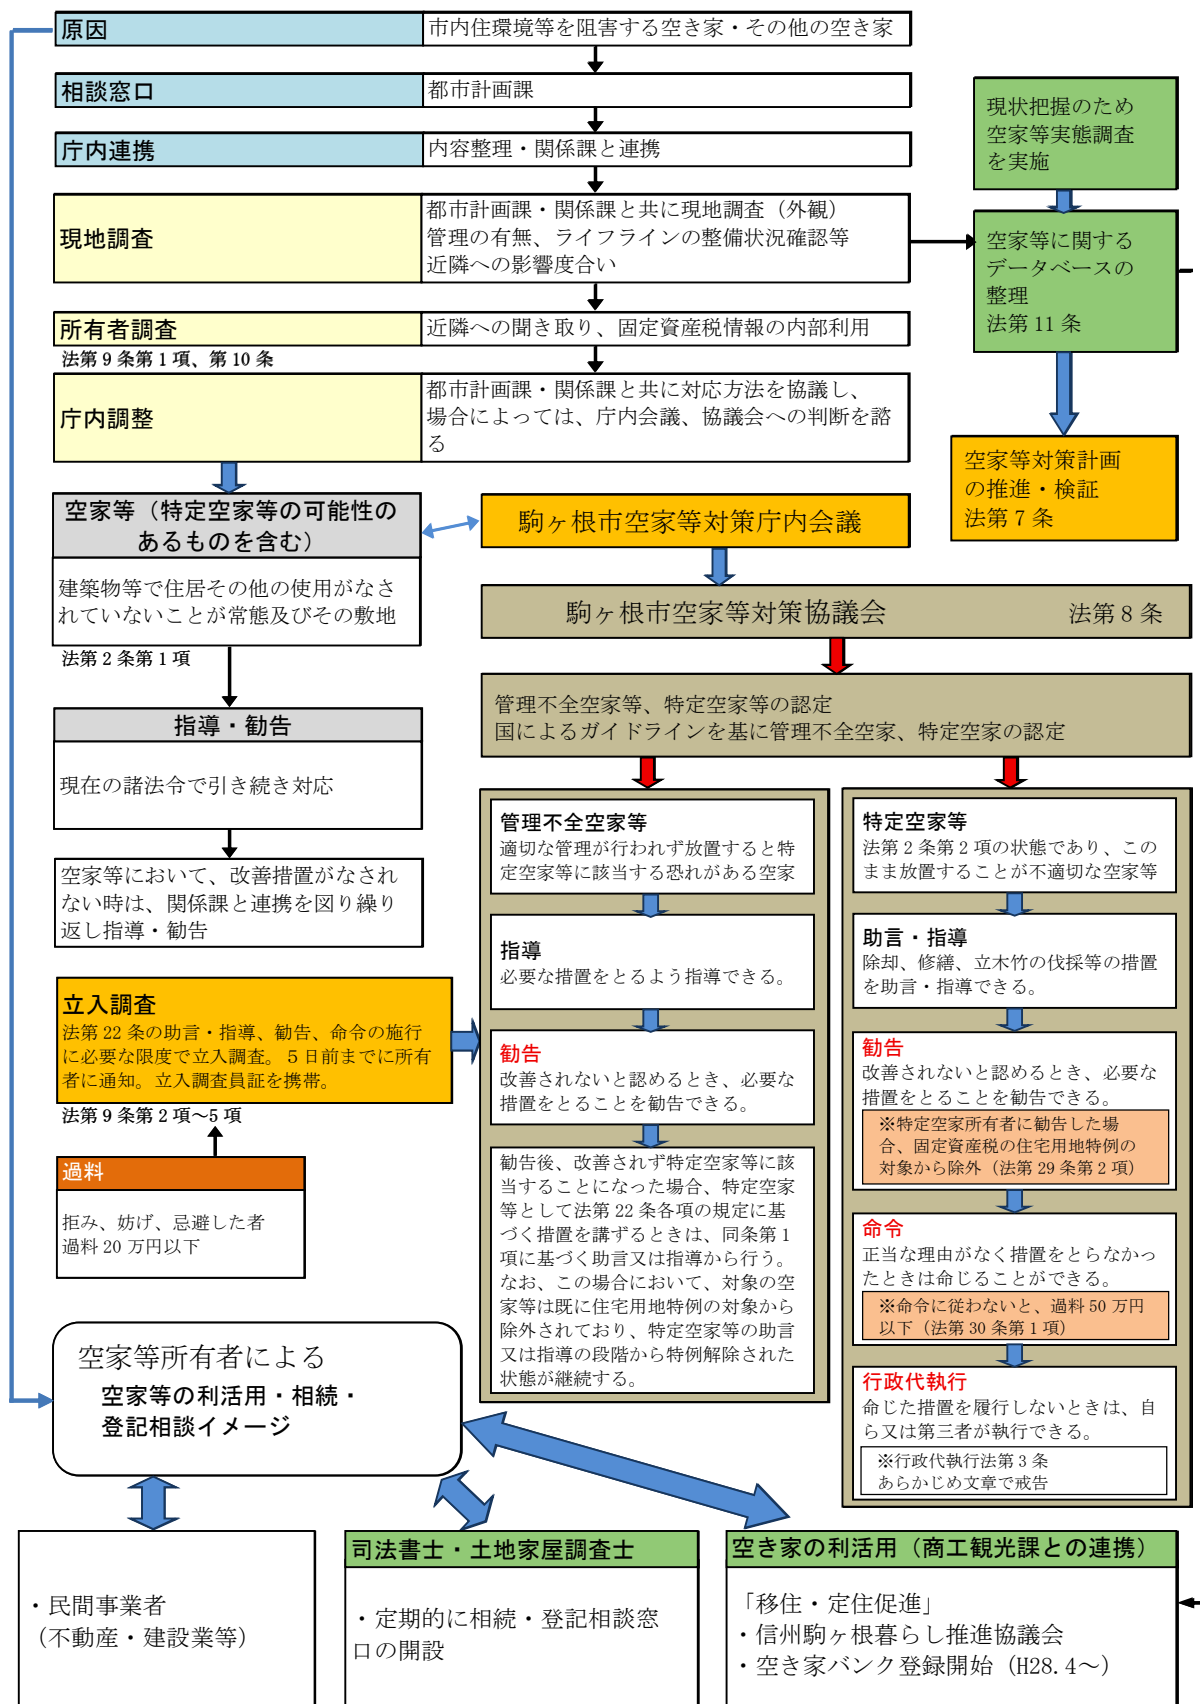 原因
市内住環境等を阻害する空き家・その他の空き家
相談窓口
都市計画課
庁内連携
内容整理・関係課と連携
現地調査
都市計画課・関係課と共に現地調査（外観）
管理の有無、ライフラインの整備状況確認等
近隣への影響度合い
所有者調査
近隣への聞き取り、固定資産税情報の内部利用
法第９条第１項、第10条
庁内調整
都市計画課・関係課と共に対応方法を協議し、
場合によっては、庁内会議、協議会への判断を諮
る
現状把握のため
空家等実態調査
を実施
空家等に関する
データベースの
整理
法第11条
空家等対策計画
の推進・検証
法第７条
空家等（特定空家等の可能性の
あるものを含む）
建築物等で住居その他の使用がなさ
れていないことが常態及びその敷地
法第２条第１項
指導・勧告
現在の諸法令で引き続き対応
空家等において、改善措置がなされ
ない時は、関係課と連携を図り繰り
返し指導・勧告
駒ヶ根市空家等対策庁内会議
駒ヶ根市空家等対策協議会　法第８条
管理不全空家等、特定空家等の認定
国によるガイドラインを基に管理不全空家、特定空家の認定
立入調査
法第22条の助言・指導、勧告、命令の施行
に必要な限度で立入調査。５日前までに所有
者に通知。立入調査員証を携帯。
法第９条第２項～５項
過料
拒み、妨げ、忌避した者
過料20万円以下
管理不全空家等
適切な管理が行われず放置すると特
定空家等に該当する恐れがある空家
指導
必要な措置をとるよう指導できる。
勧告
改善されないと認めるとき、必要な
措置をとることを勧告できる。
勧告後、改善されず特定空家等に該
当することになった場合、特定空家
等として法第22条各項の規定に基
づく措置を講ずるときは、同条第１
項に基づく助言又は指導から行う。
なお、この場合において、対象の空
家等は既に住宅用地特例の対象から
除外されており、特定空家等の助言
又は指導の段階から特例解除された
状態が継続する。
特定空家等
法第２条第２項の状態であり、この
まま放置することが不適切な空家等
助言・指導
除却、修繕、立木竹の伐採等の措置
を助言・指導できる。
勧告
改善されないと認めるとき、必要な
措置をとることを勧告できる。
※特定空家所有者に勧告した場
合、固定資産税の住宅用地特例の
対象から除外（法第29条第２項）
命令
正当な理由がなく措置をとらなかっ
たときは命じることができる。
※命令に従わないと、過料50万円
以下（法第30条第１項）
行政代執行
命じた措置を履行しないときは、自
ら又は第三者が執行できる。
※行政代執行法第３条
あらかじめ文章で戒告
空家等所有者による
空家等の利活用・相続・
登記相談イメージ
・民間事業者
（不動産・建設業等）
司法書士・土地家屋調査士
・定期的に相続・登記相談窓
口の開設
空き家の利活用（商工観光課との連携）
「移住・定住促進」
・信州駒ヶ根暮らし推進協議会
・空き家バンク登録開始（H28.4～）